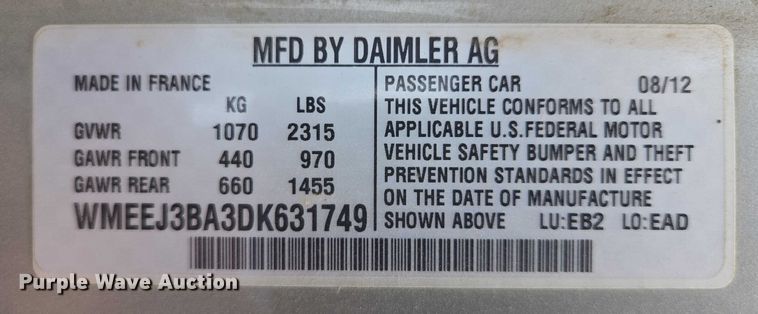 MFD BY DAIMLER AG
MADE IN FRANCE
KG LBS
GVWR 1070 2315
GAWR FRONT 440 970
GAWR REAR 660 1455
WMEEJ3BA3DK631749
PASSENGER CAR 08/12
THIS VEHICLE CONFORMS TO ALL
APPLICABLE U.S.FEDERAL MOTOR
VEHICLE SAFETY BUMPER AND THEFT
PREVENTION STANDARDS IN EFFECT
ON THE DATE OF MANUFACTURE
SHOWN ABOVE LU:EB2 LO:EAD
Purple Wave Auction